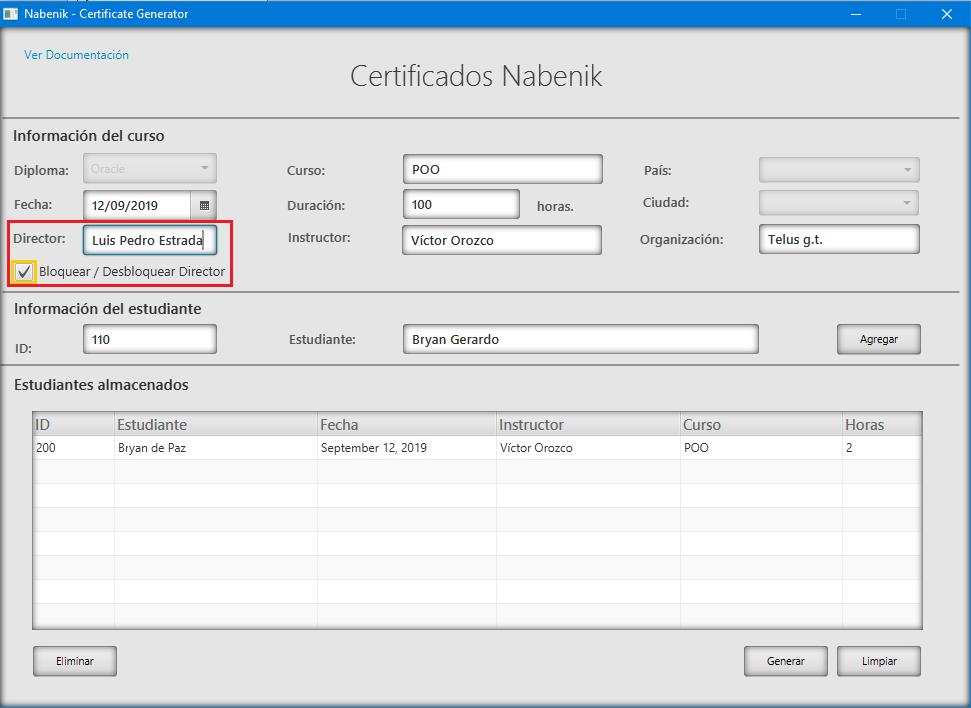 Nabenik - Certificate Generator
Ver Documentación
Certificados Nabenik
Información del curso
Diploma: Oracle Curso: POO País:
Fecha: 12/09/2019 Duración: 100 horas. Ciudad:
Director: Luis Pedro Estrada Instructor: Víctor Orozco Organización: Telus g.t.
Bloquear / Desbloquear Director
Información del estudiante
ID: 110 Estudiante: Bryan Gerardo Agregar
Estudiantes almacenados
ID Estudiante Fecha Instructor Curso Horas
200 Bryan de Paz September 12, 2019 Víctor Orozco POO 2
Eliminar Generar Limpiar